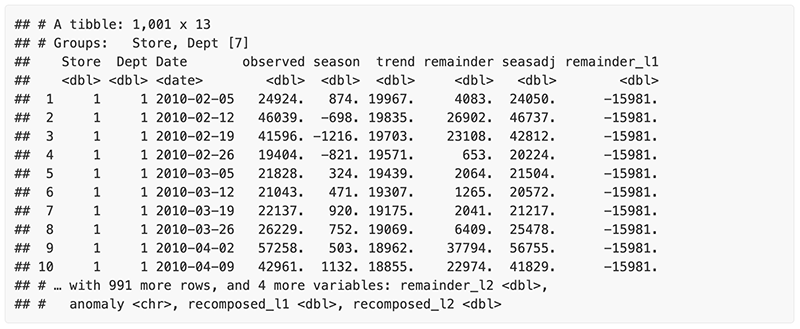 ## # A tibble: 1,001 x 13
## # Groups:   Store, Dept [7]
##    Store  Dept Date       observed season  trend remainder seasadj remainder_l1
##    <dbl> <dbl> <date>        <dbl>  <dbl>  <dbl>     <dbl>   <dbl>        <dbl>
##  1     1     1 2010-02-05   24924.   874. 19967.     4083.  24050.      -15981.
##  2     1     1 2010-02-12   46039.  -698. 19835.    26902.  46737.      -15981.
##  3     1     1 2010-02-19   41596. -1216. 19703.    23108.  42812.      -15981.
##  4     1     1 2010-02-26   19404.  -821. 19571.      653.  20224.      -15981.
##  5     1     1 2010-03-05   21828.   324. 19439.     2064.  21504.      -15981.
##  6     1     1 2010-03-12   21043.   471. 19307.     1265.  20572.      -15981.
##  7     1     1 2010-03-19   22137.   920. 19175.     2041.  21217.      -15981.
##  8     1     1 2010-03-26   26229.   752. 19069.     6409.  25478.      -15981.
##  9     1     1 2010-04-02   57258.   503. 18962.    37794.  56755.      -15981.
## 10     1     1 2010-04-09   42961.  1132. 18855.    22974.  41829.      -15981.
## # … with 991 more rows, and 4 more variables: remainder_l2 <dbl>,
## #   anomaly <chr>, recomposed_l1 <dbl>, recomposed_l2 <dbl>